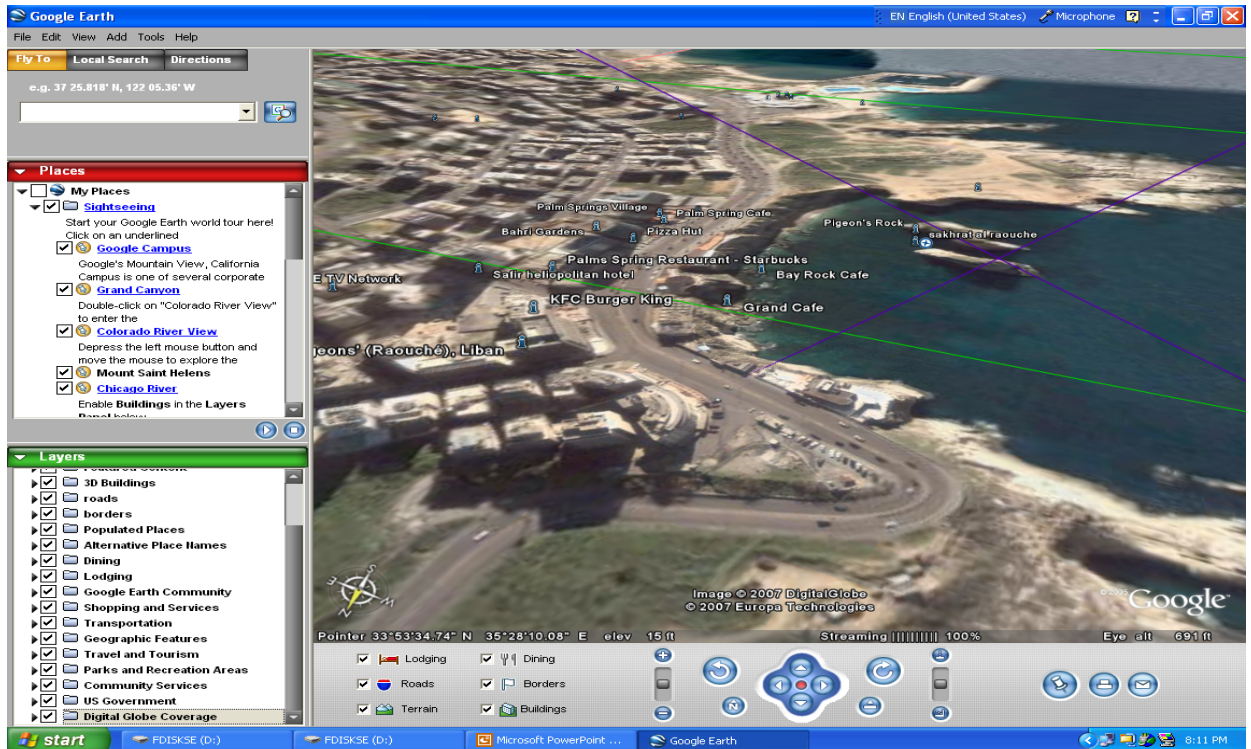 Google Earth
EN English (United States) Microphone
File Edit View Add Tools Help
Fly To Local Search Directions
e.g. 37 25.818' N, 122 05.36' W
Places
My Places
Sightseeing
Start your Google Earth world tour here!
Click on an underlined
Google Campus
Google's Mountain View, California
Campus is one of several corporate
Grand Canyon
Double-click on "Colorado River View"
to enter the
Colorado River View
Depress the left mouse button and
move the mouse to explore the
Mount Saint Helens
Chicago River
Enable Buildings in the Layers
Panel below
Layers
Featured Content
3D Buildings
roads
borders
Populated Places
Alternative Place Names
Dining
Lodging
Google Earth Community
Shopping and Services
Transportation
Geographic Features
Travel and Tourism
Parks and Recreation Areas
Community Services
US Government
Digital Globe Coverage
Palm Springs Village
Palm Spring Cafe
Bahri Gardens
Pizza Hut
Pigeon's Rock
sakhrat al raouche
Palms Spring Restaurant - Starbucks
Safir heliopolitan hotel
Bay Rock Cafe
E TV Network
KFC Burger King
Grand Cafe
geons' (Raouché), Liban
S
M
N
Image © 2007 DigitalGlobe
© 2007 Europa Technologies
Google
Pointer 33°53'34.74" N 35°28'10.08" E elev 15 ft
Streaming |||||||||| 100%
Eye alt 691 ft
Lodging Dining
Roads Borders
Terrain Buildings
N
start FDISKSE (D:) FDISKSE (D:) Microsoft PowerPoint ... Google Earth 8:11 PM